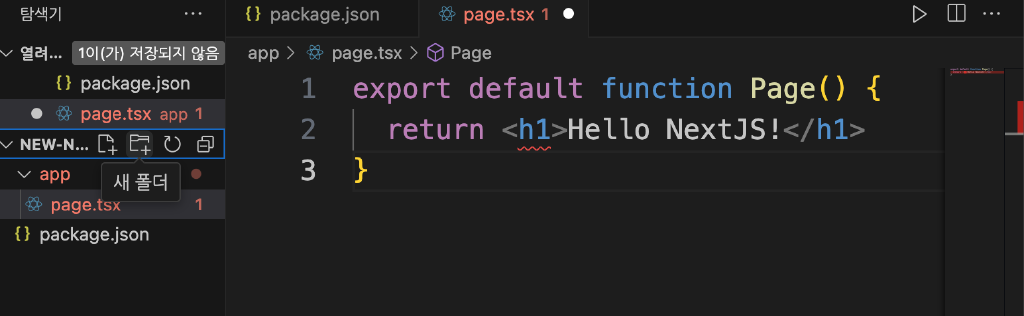 탐색기 ···
열려... 1이(가) 저장되지 않음
{} package.json
page.tsx app 1
NEW-N...
새 폴더
app
page.tsx 1
{} package.json
{} package.json page.tsx 1
app > page.tsx > Page
1 export default function Page() {
2 return <h1>Hello NextJS!</h1>
3 }